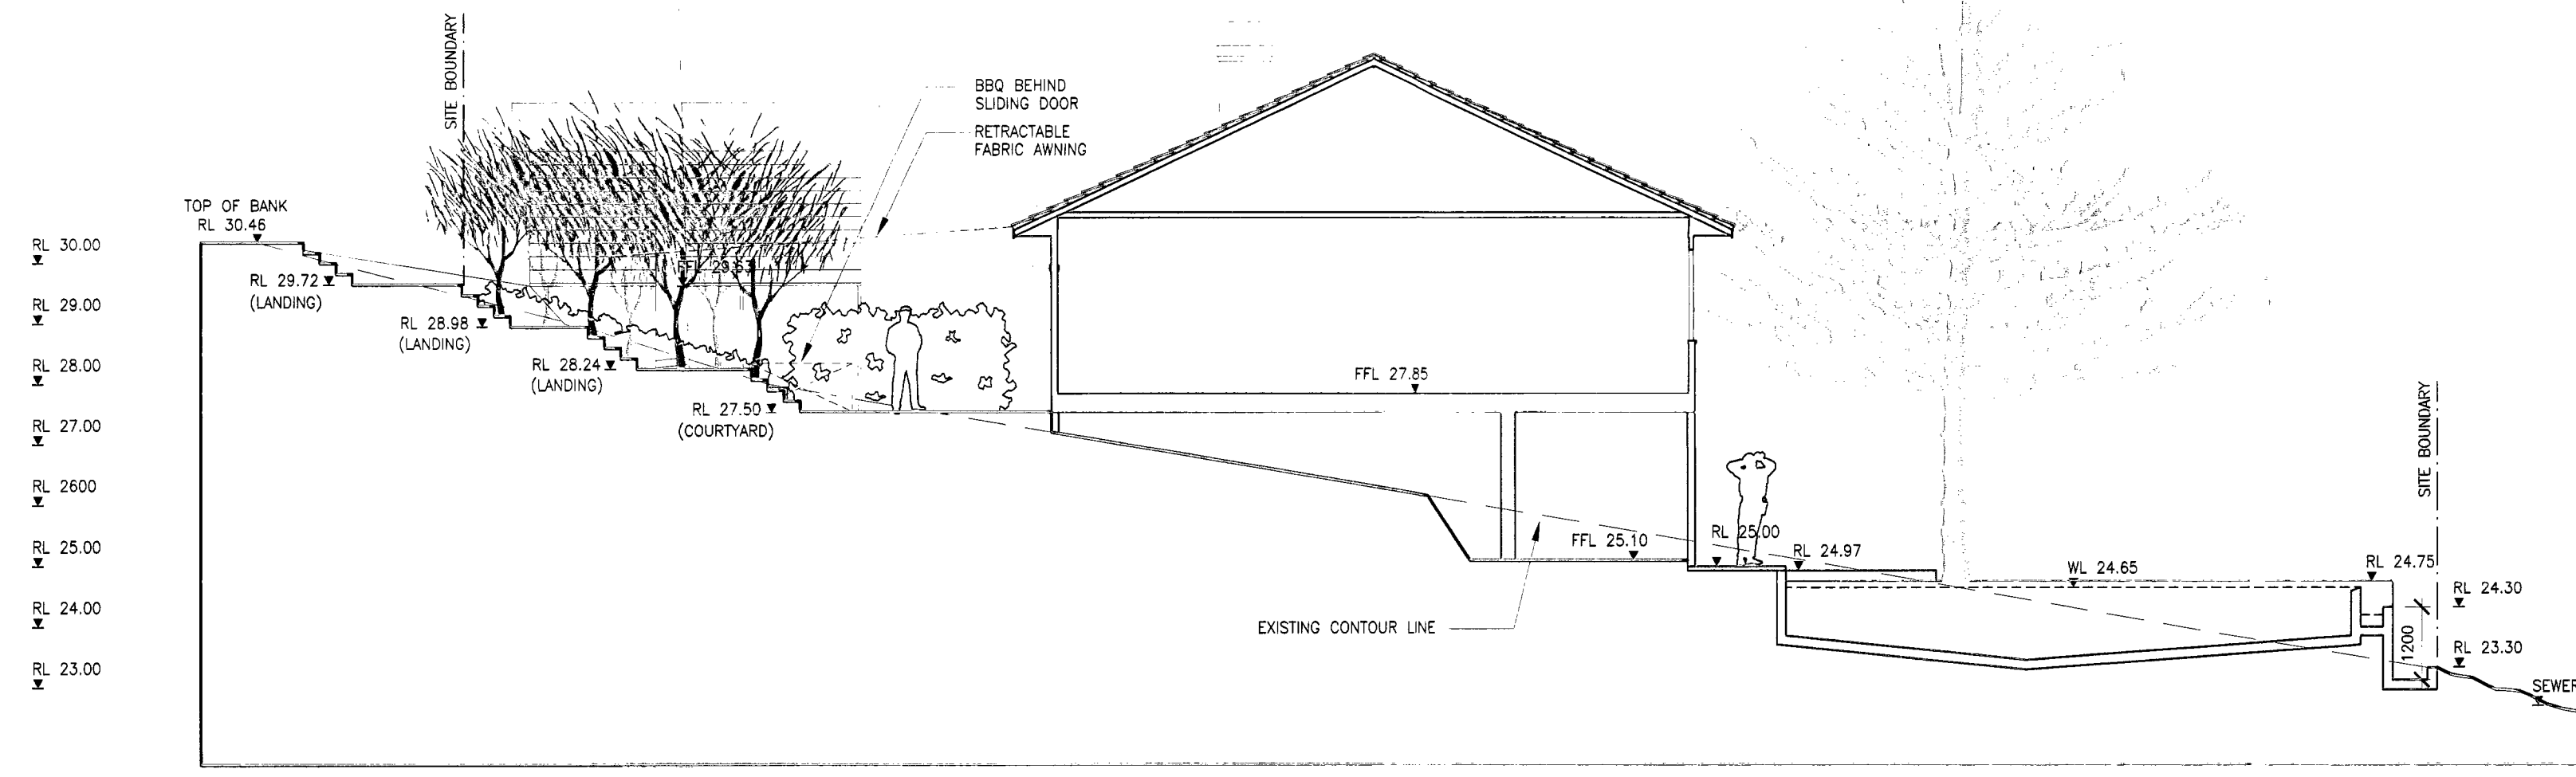 SITE BOUNDARY
BBQ BEHIND
SLIDING DOOR
RETRACTABLE
FABRIC AWNING
TOP OF BANK
RL 30.46
RL 30.00
RL 29.72
(LANDING)
FFL 29.63
RL 29.00
RL 28.98
(LANDING)
RL 28.00
RL 28.24
(LANDING)
FFL 27.85
RL 27.50
(COURTYARD)
RL 27.00
SITE BOUNDARY
RL 2600
RL 25.00
FFL 25.10
RL 25.00
RL 24.97
WL 24.65
RL 24.75
RL 24.30
RL 24.00
EXISTING CONTOUR LINE
1200
RL 23.30
RL 23.00
SEWER